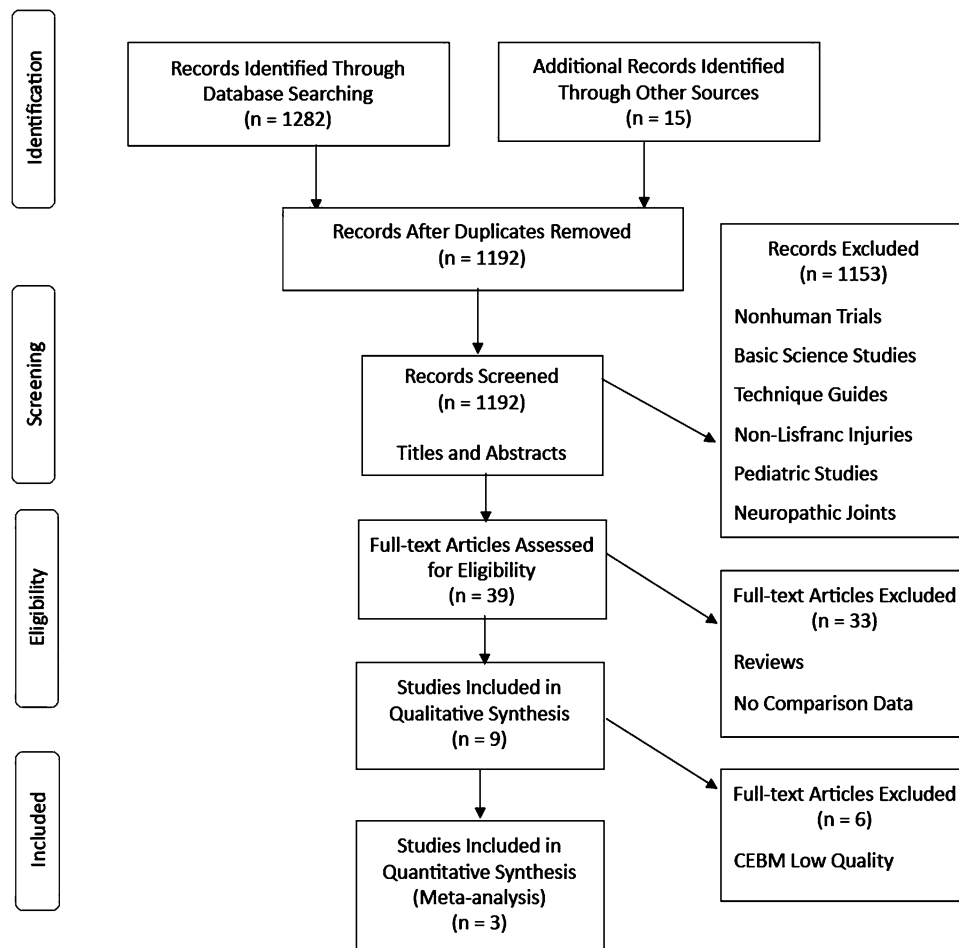 Identification
Records Identified Through
Database Searching
(n = 1282)
Additional Records Identified
Through Other Sources
(n = 15)
Records After Duplicates Removed
(n = 1192)
Screening
Records Screened
(n = 1192)
Titles and Abstracts
Records Excluded
(n = 1153)
Nonhuman Trials
Basic Science Studies
Technique Guides
Non-Lisfranc Injuries
Pediatric Studies
Neuropathic Joints
Eligibility
Full-text Articles Assessed
for Eligibility
(n = 39)
Full-text Articles Excluded
(n = 33)
Reviews
No Comparison Data
Studies Included in
Qualitative Synthesis
(n = 9)
Included
Full-text Articles Excluded
(n = 6)
CEBM Low Quality
Studies Included in
Quantitative Synthesis
(Meta-analysis)
(n = 3)